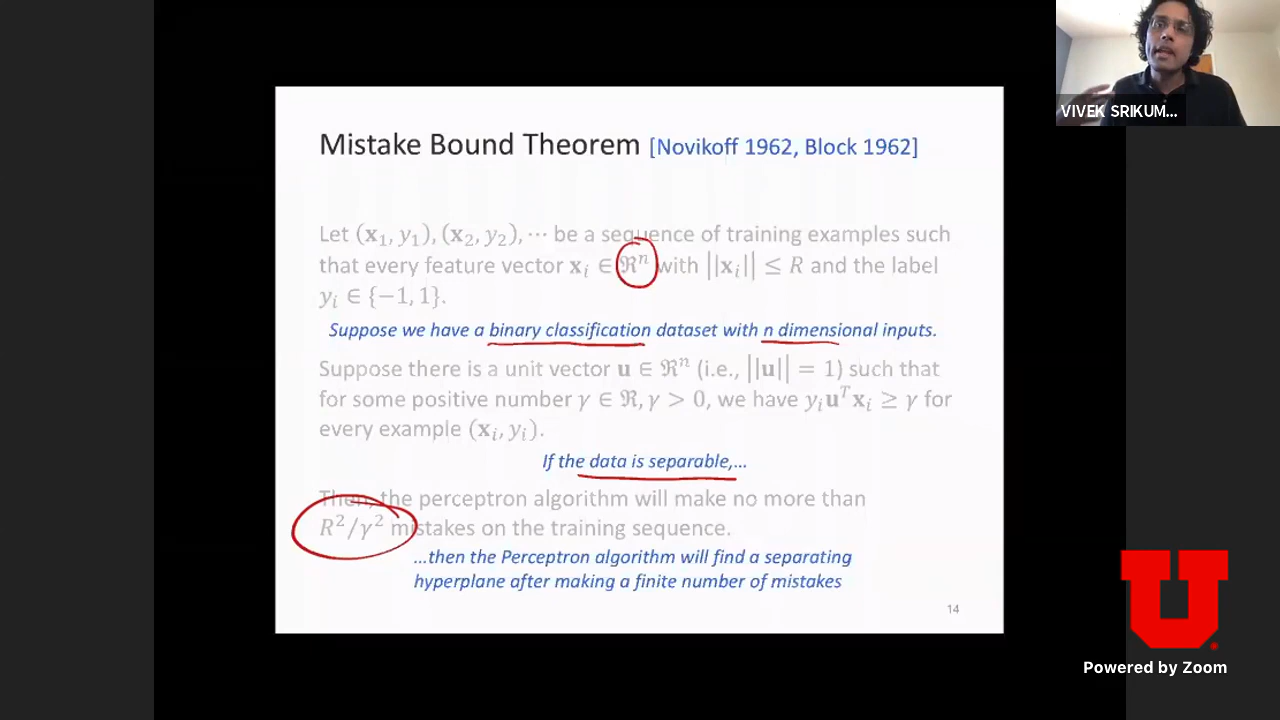 VIVEK SRIKUM...
Mistake Bound Theorem [Novikoff 1962, Block 1962]
Let (𝐱₁, y₁), (𝐱₂, y₂), ⋯ be a sequence of training examples such
that every feature vector 𝐱ᵢ ∈ ℜⁿ with ||𝐱ᵢ|| ≤ R and the label
yᵢ ∈ {−1, 1}.
Suppose we have a binary classification dataset with n dimensional inputs.
Suppose there is a unit vector 𝐮 ∈ ℜⁿ (i.e., ||𝐮|| = 1) such that
for some positive number γ ∈ ℜ, γ > 0, we have yᵢ𝐮ᵀ𝐱ᵢ ≥ γ for
every example (𝐱ᵢ, yᵢ).
If the data is separable,...
Then, the perceptron algorithm will make no more than
R²/γ² mistakes on the training sequence.
...then the Perceptron algorithm will find a separating
hyperplane after making a finite number of mistakes
14
U
Powered by Zoom